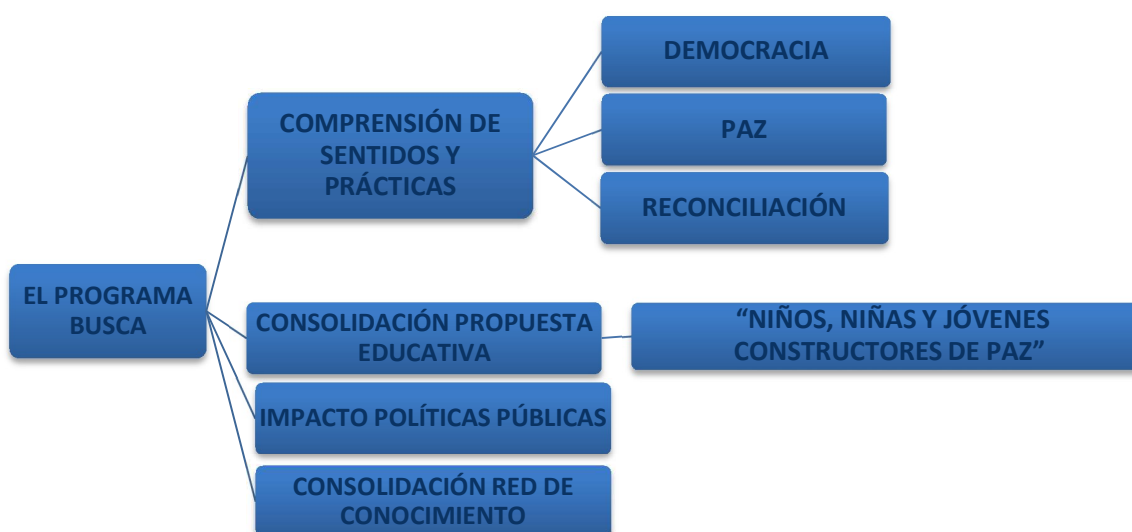 EL PROGRAMA
BUSCA
COMPRENSIÓN DE
SENTIDOS Y
PRÁCTICAS
DEMOCRACIA
PAZ
RECONCILIACIÓN
CONSOLIDACIÓN PROPUESTA
EDUCATIVA
“NIÑOS, NIÑAS Y JÓVENES
CONSTRUCTORES DE PAZ”
IMPACTO POLÍTICAS PÚBLICAS
CONSOLIDACIÓN RED DE
CONOCIMIENTO